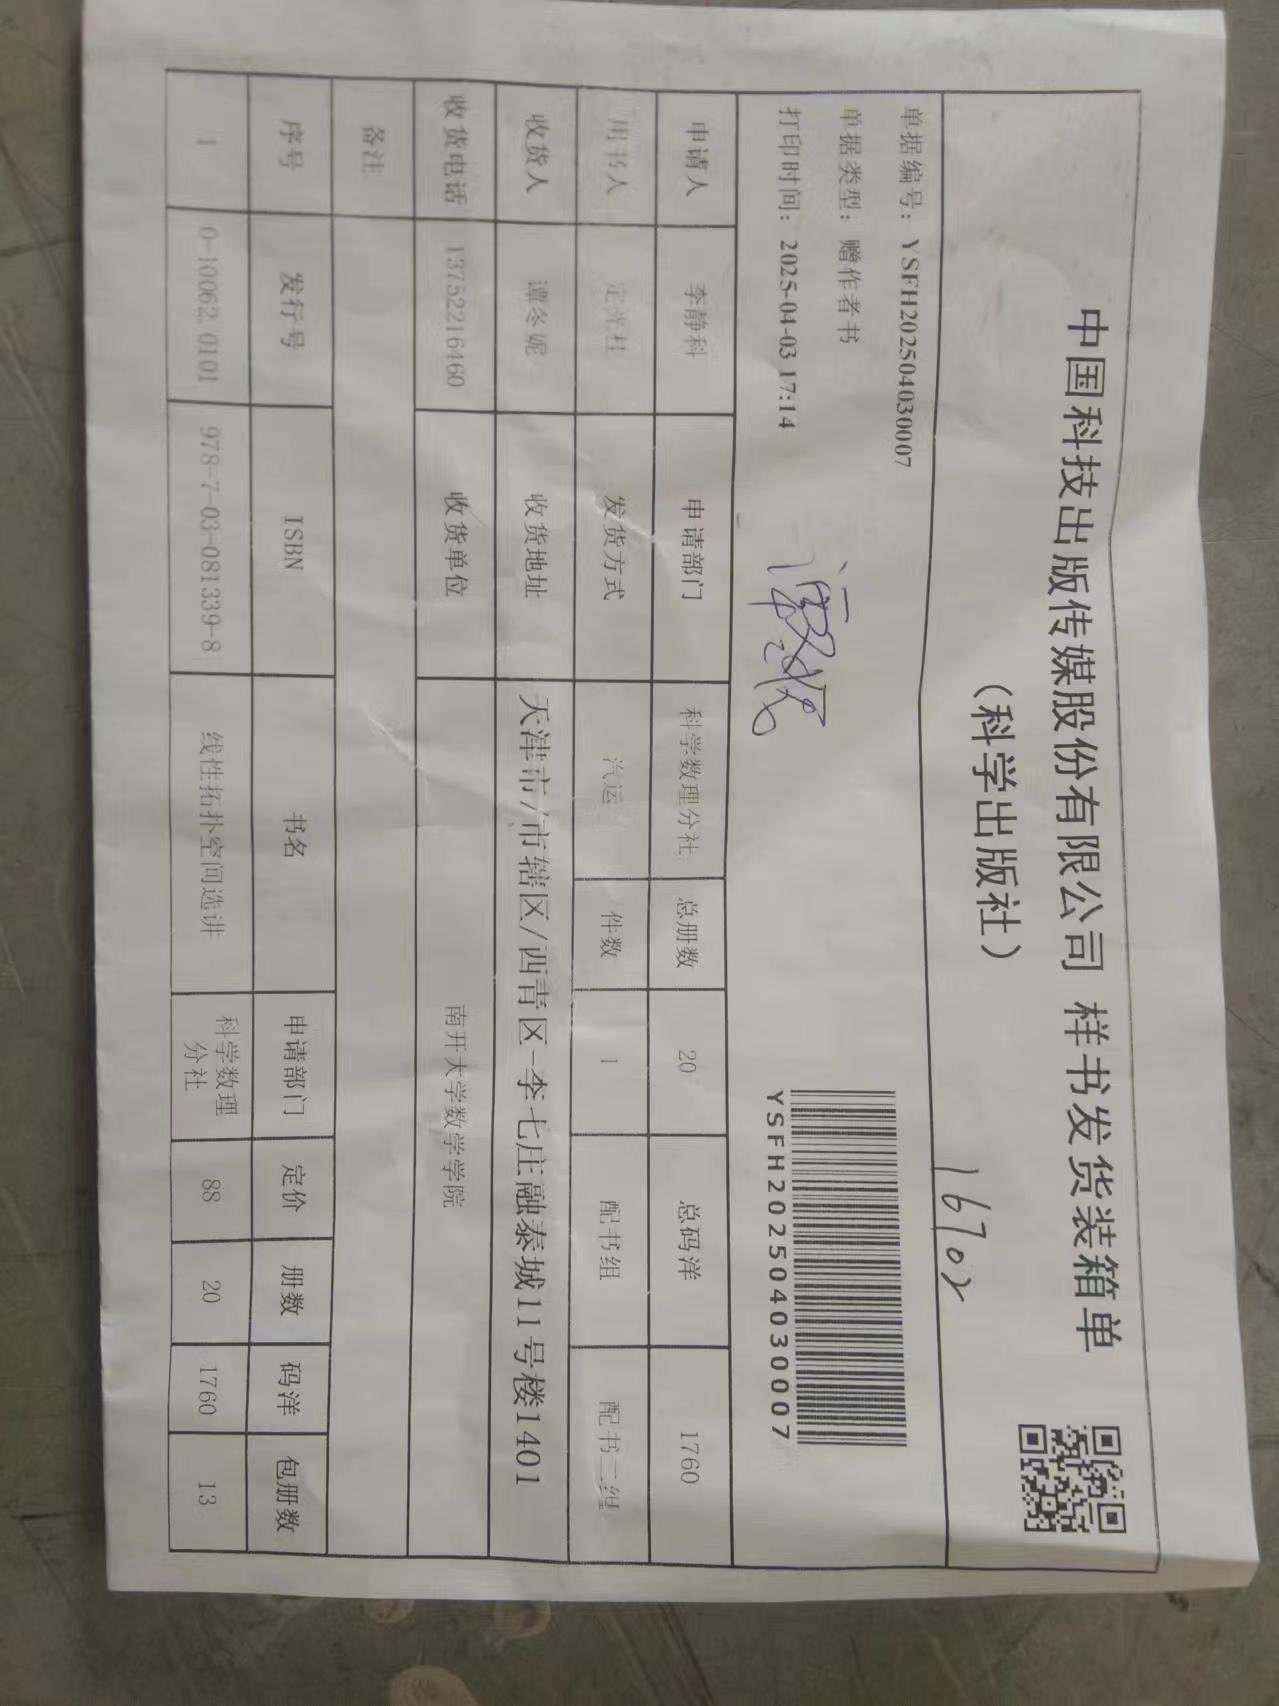 中国科技出版传媒股份有限公司 样书发货装箱单
（科学出版社）
16702
单据编号：YSFH202504030007
单据类型：赠作者书
打印时间：2025-04-03 17:14
YSFH202504030007
申请人 李静科 申请部门 科学数理分社 总册数 20 总码洋 1760
用书人 定光桂 发货方式 汽运 件数 1 配书组 配书二组
收货人 谭冬妮 收货地址 天津市/市辖区/西青区-李七庄融泰城11号楼1401
收货电话 13752216460 收货单位 南开大学数学学院
备注
序号 发行号 ISBN 书名 申请部门 定价 册数 码洋 包册数
1 0-10062.0101 978-7-03-081339-8 线性拓扑空间选讲 科学数理分社 88 20 1760 13